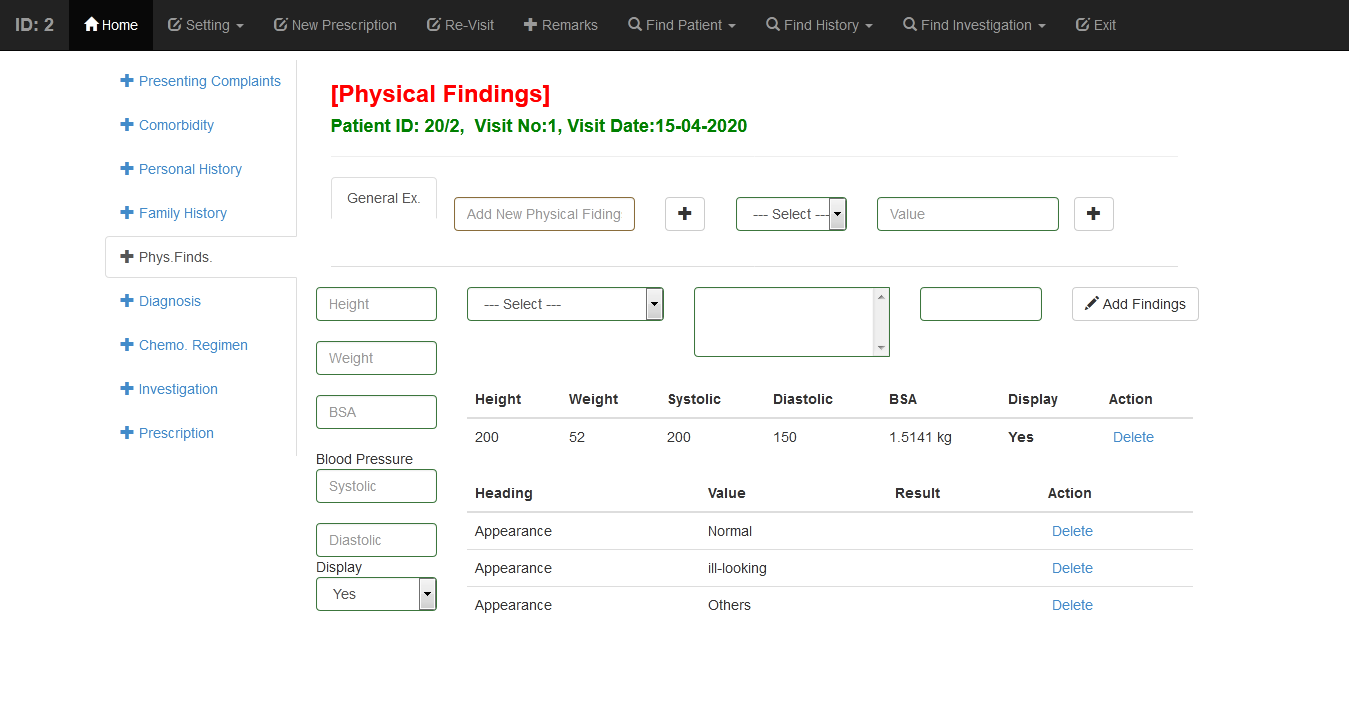 ID: 2 Home Setting New Prescription Re-Visit Remarks Find Patient Find History Find Investigation Exit
Presenting Complaints
Comorbidity
Personal History
Family History
Phys.Finds.
Diagnosis
Chemo. Regimen
Investigation
Prescription
[Physical Findings]
Patient ID: 20/2, Visit No:1, Visit Date:15-04-2020
General Ex. Add New Physical Fiding --- Select --- Value
Height
Weight
BSA
Blood Pressure
Systolic
Diastolic
Display
Yes
--- Select --- Add Findings
Height Weight Systolic Diastolic BSA Display Action
200 52 200 150 1.5141 kg Yes Delete
Heading Value Result Action
Appearance Normal Delete
Appearance ill-looking Delete
Appearance Others Delete